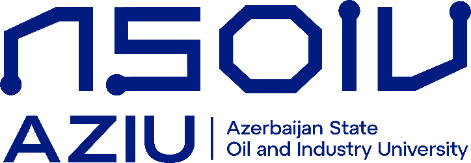 ASOIU
AZIU
Azerbaijan State
Oil and Industry University